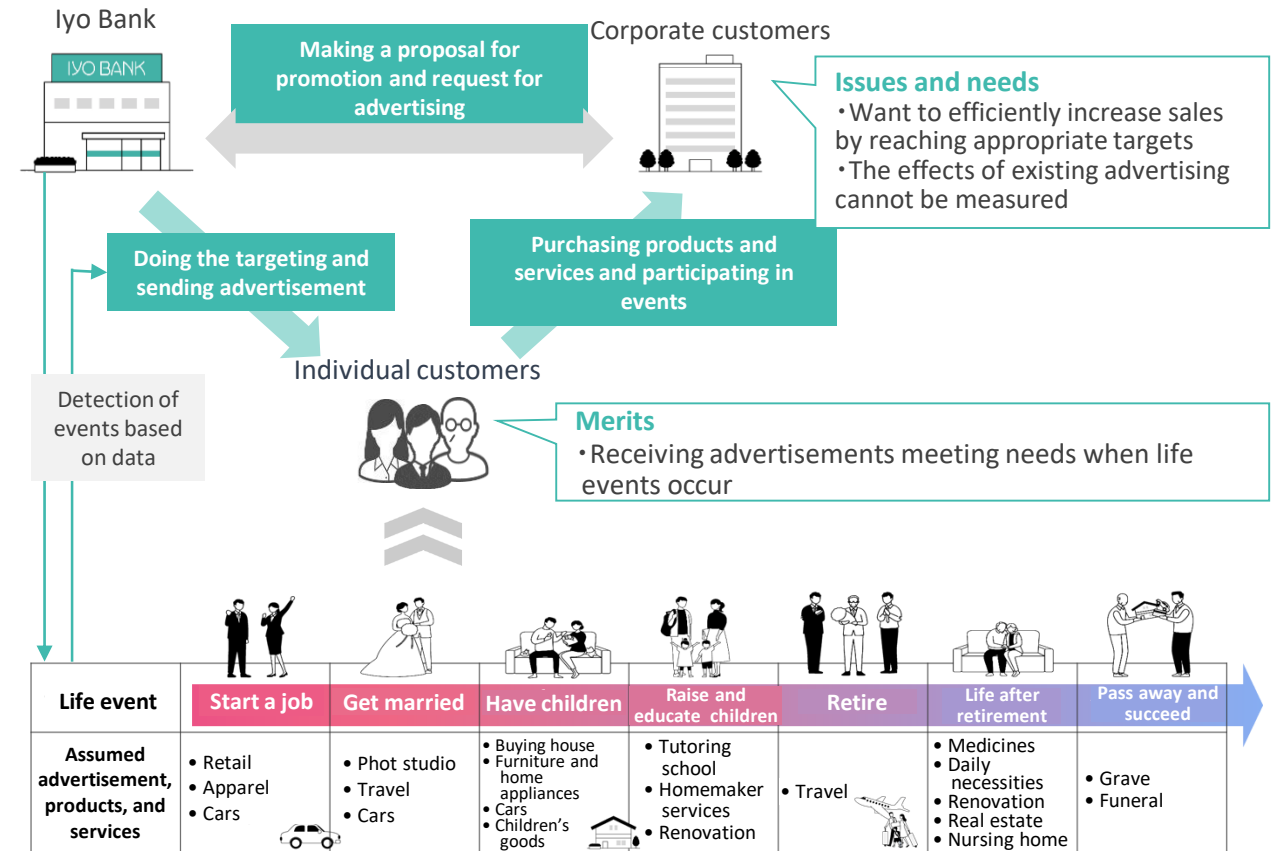 Iyo Bank
IYO BANK
Making a proposal for
promotion and request for
advertising
Corporate customers
Issues and needs
・Want to efficiently increase sales
by reaching appropriate targets
・The effects of existing advertising
cannot be measured
Doing the targeting and
sending advertisement
Purchasing products and
services and participating in
events
Individual customers
Detection of
events based
on data
Merits
・Receiving advertisements meeting needs when life
events occur
Life event
Start a job
Get married
Have children
Raise and
educate children
Retire
Life after
retirement
Pass away and
succeed
Assumed
advertisement,
products, and
services
• Retail
• Apparel
• Cars
• Phot studio
• Travel
• Cars
• Buying house
• Furniture and
home
appliances
• Cars
• Children's
goods
• Tutoring
school
• Homemaker
services
• Renovation
• Travel
• Medicines
• Daily
necessities
• Renovation
• Real estate
• Nursing home
• Grave
• Funeral